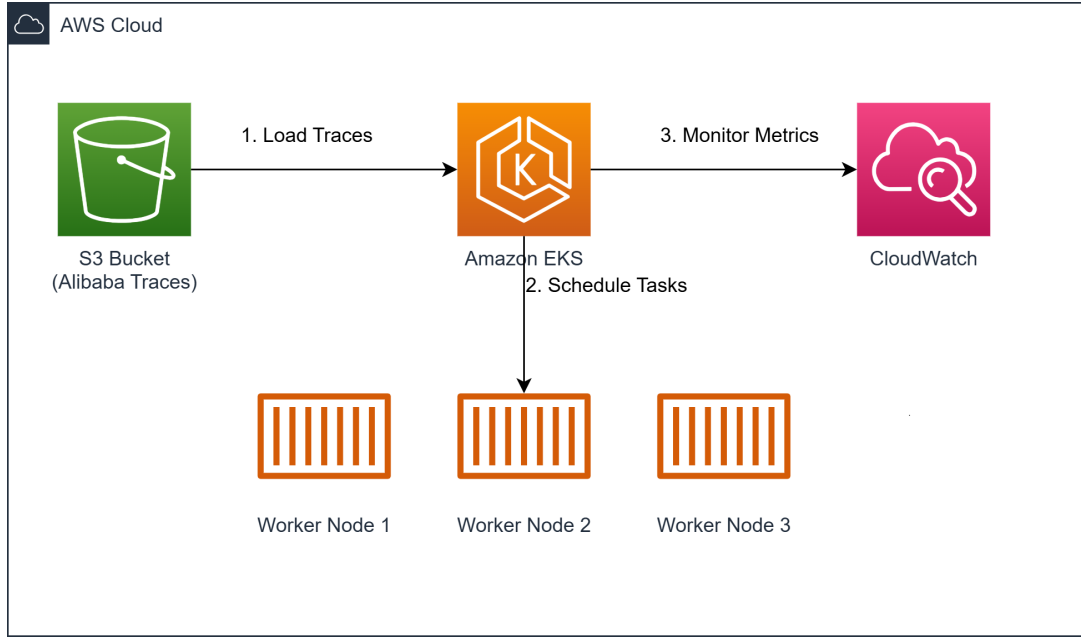 AWS Cloud
1. Load Traces
3. Monitor Metrics
K
S3 Bucket
(Alibaba Traces)
Amazon EKS
CloudWatch
2. Schedule Tasks
Worker Node 1
Worker Node 2
Worker Node 3